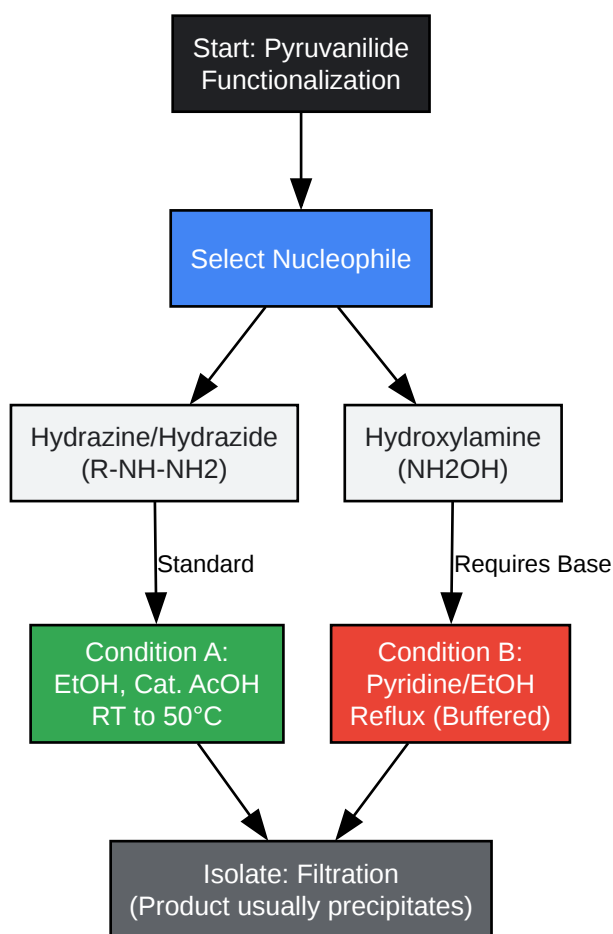 Start: Pyruvanilide
Functionalization
Select Nucleophile
Hydrazine/Hydrazide
(R-NH-NH2)
Hydroxylamine
(NH2OH)
Standard
Requires Base
Condition A:
EtOH, Cat. AcOH
RT to 50°C
Condition B:
Pyridine/EtOH
Reflux (Buffered)
Isolate: Filtration
(Product usually precipitates)